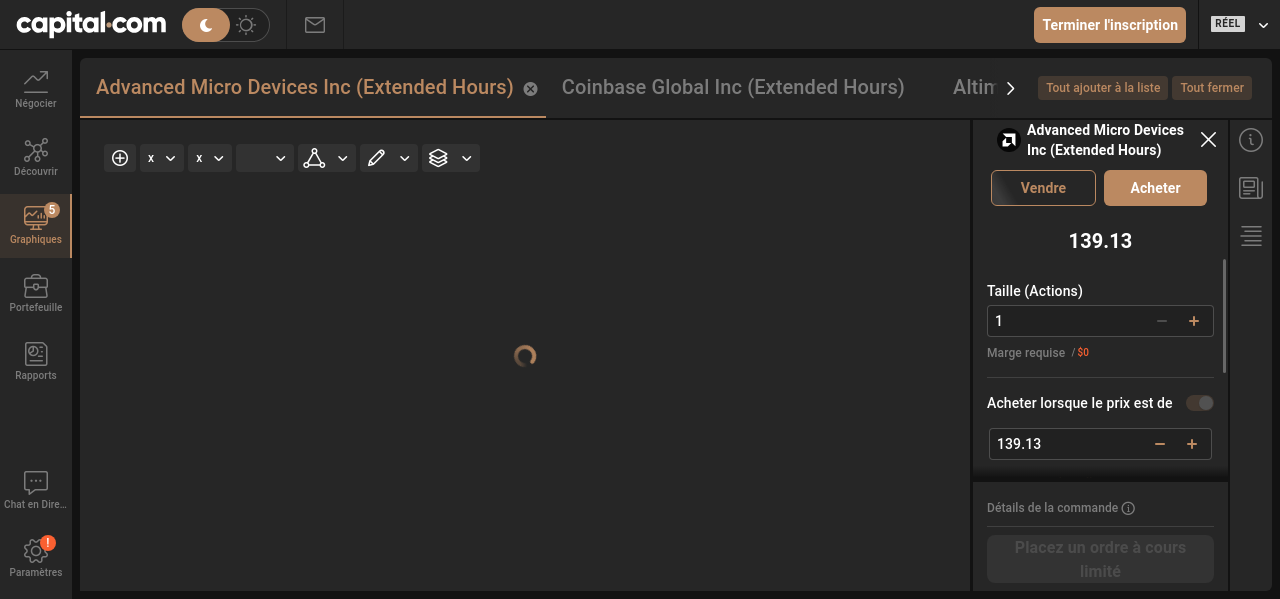 capital.com
Terminer l'inscription
RÉEL
Négocier
Découvrir
5
Graphiques
Portefeuille
Rapports
Chat en Dire...
!
Paramètres
Advanced Micro Devices Inc (Extended Hours)
Coinbase Global Inc (Extended Hours)
Altim
Tout ajouter à la liste
Tout fermer
x
x
Advanced Micro Devices
Inc (Extended Hours)
Vendre
Acheter
139.13
Taille (Actions)
1
Marge requise / $0
Acheter lorsque le prix est de
139.13
Détails de la commande
Placez un ordre à cours
limité